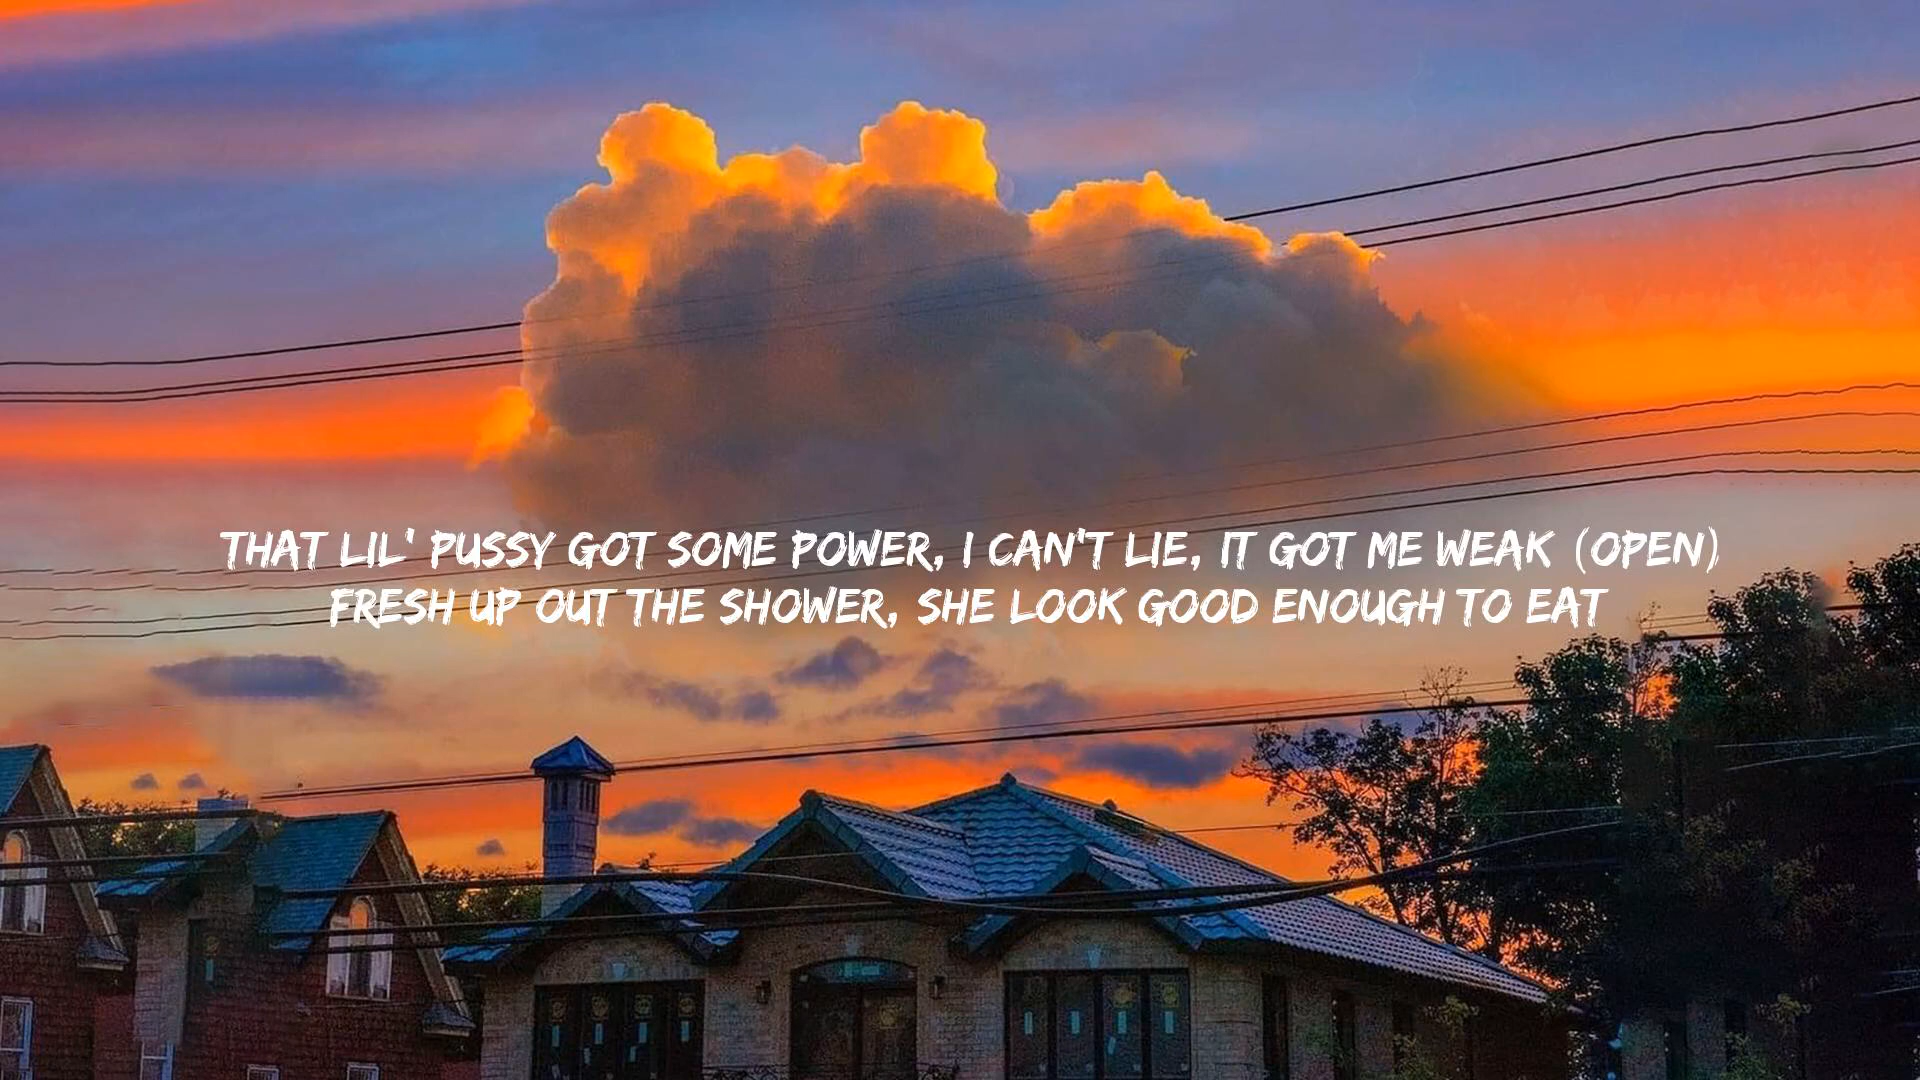 THAT LIL' PUSSY GOT SOME POWER, I CAN'T LIE, IT GOT ME WEAK (OPEN)
FRESH UP OUT THE SHOWER, SHE LOOK GOOD ENOUGH TO EAT